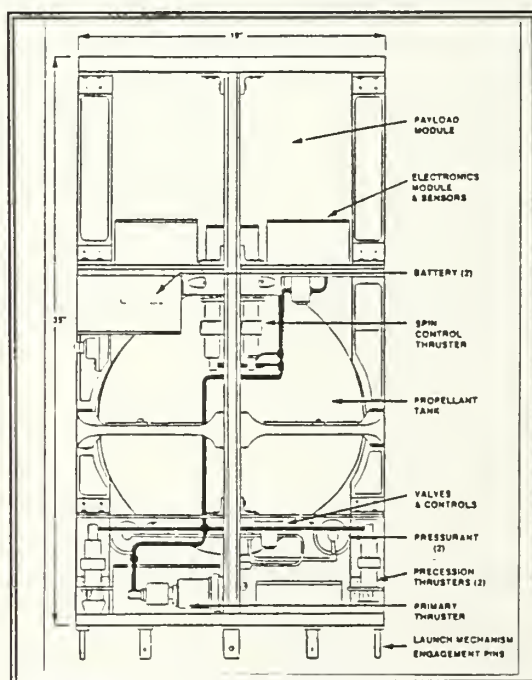 19"
PAYLOAD
MODULE
ELECTRONICS
MODULE
& SENSORS
BATTERY (2)
35"
SPIN
CONTROL
THRUSTER
PROPELLANT
TANK
VALVES
& CONTROLS
PRESSURANT
(2)
PRECESSION
THRUSTERS (2)
PRIMARY
THRUSTER
LAUNCH MECHANISM
ENGAGEMENT PINS